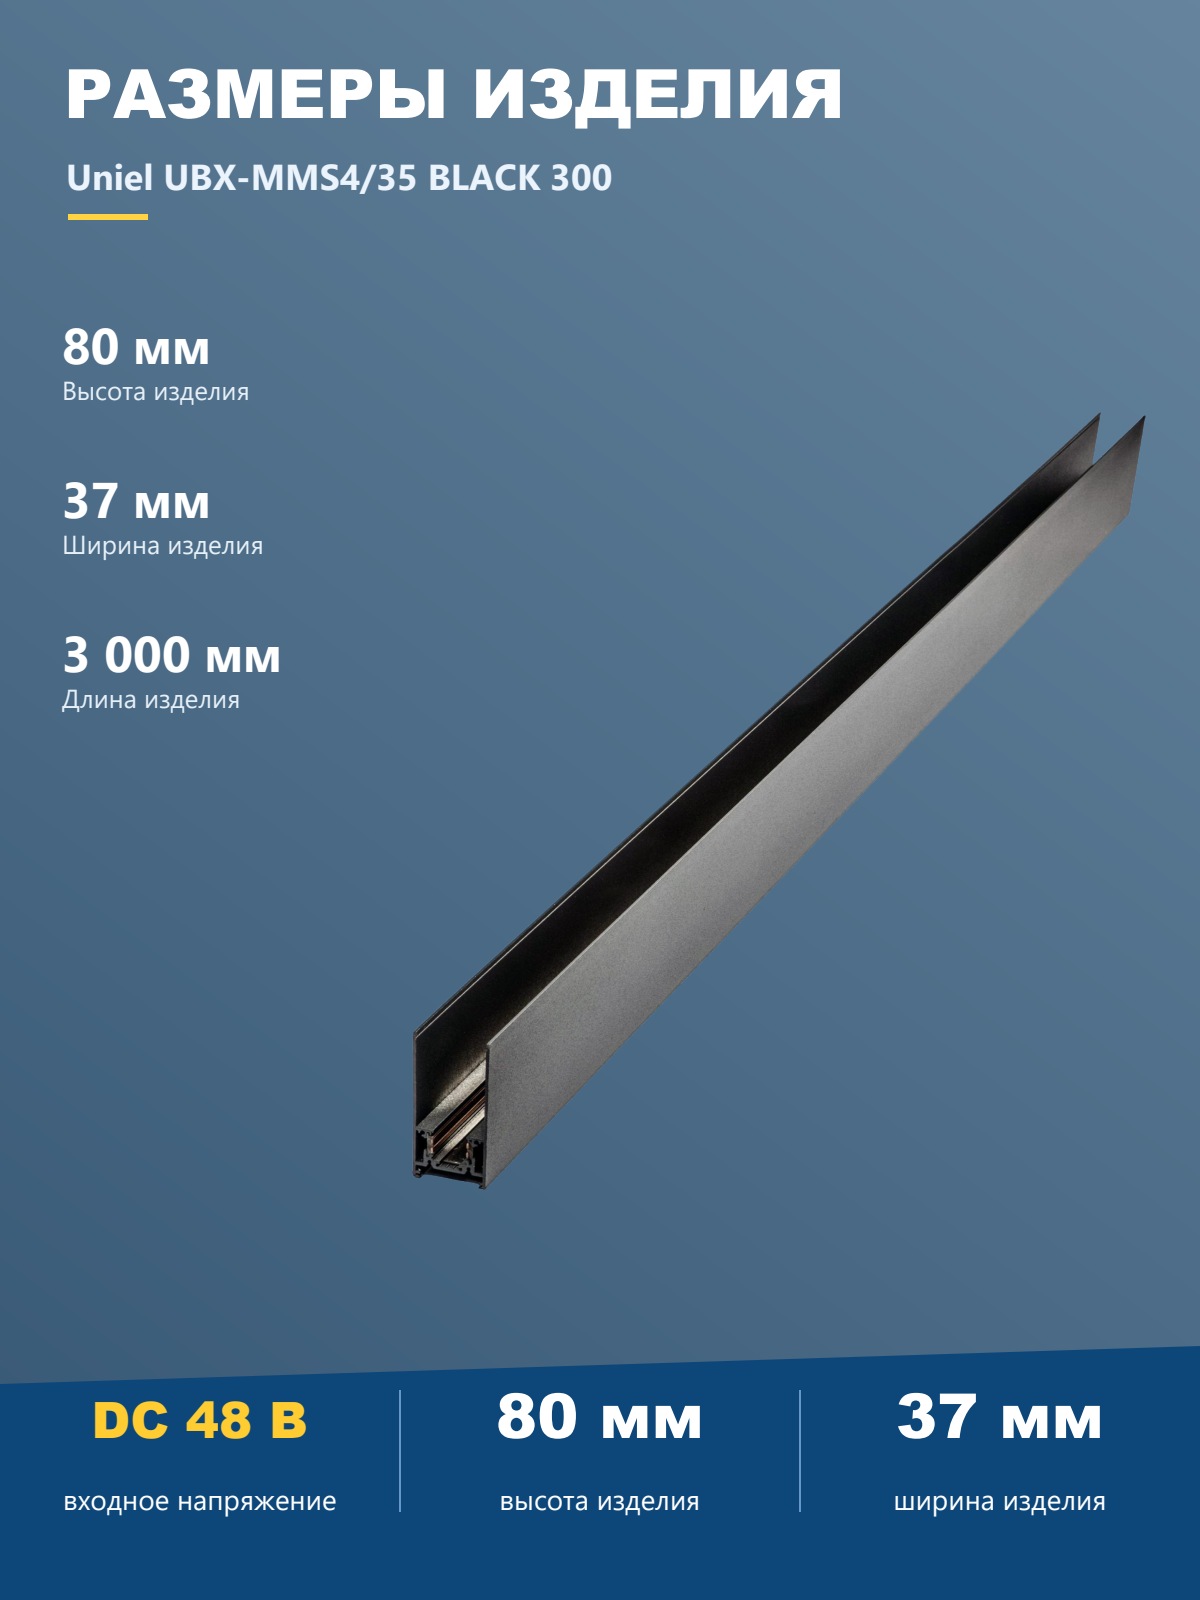 РАЗМЕРЫ ИЗДЕЛИЯ
Uniel UBX-MMS4/35 BLACK 300
80 мм
Высота изделия
37 мм
Ширина изделия
3 000 мм
Длина изделия
DC 48 В
входное напряжение
80 мм
высота изделия
37 мм
ширина изделия